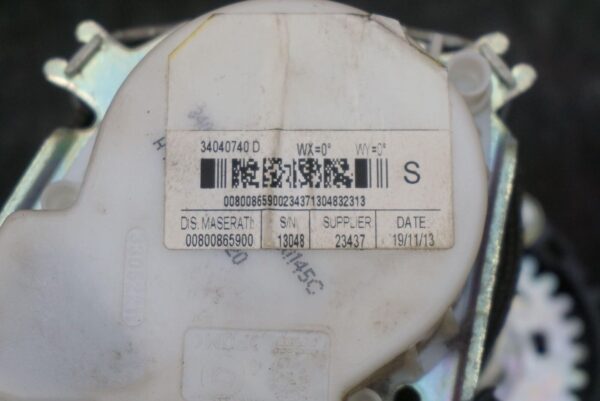 34040740 D WX=0° WY=0°
S
00800865900234371304832313
DIS. MASERATI S/N SUPPLIER DATE
00800865900 13048 23437 19/11/13